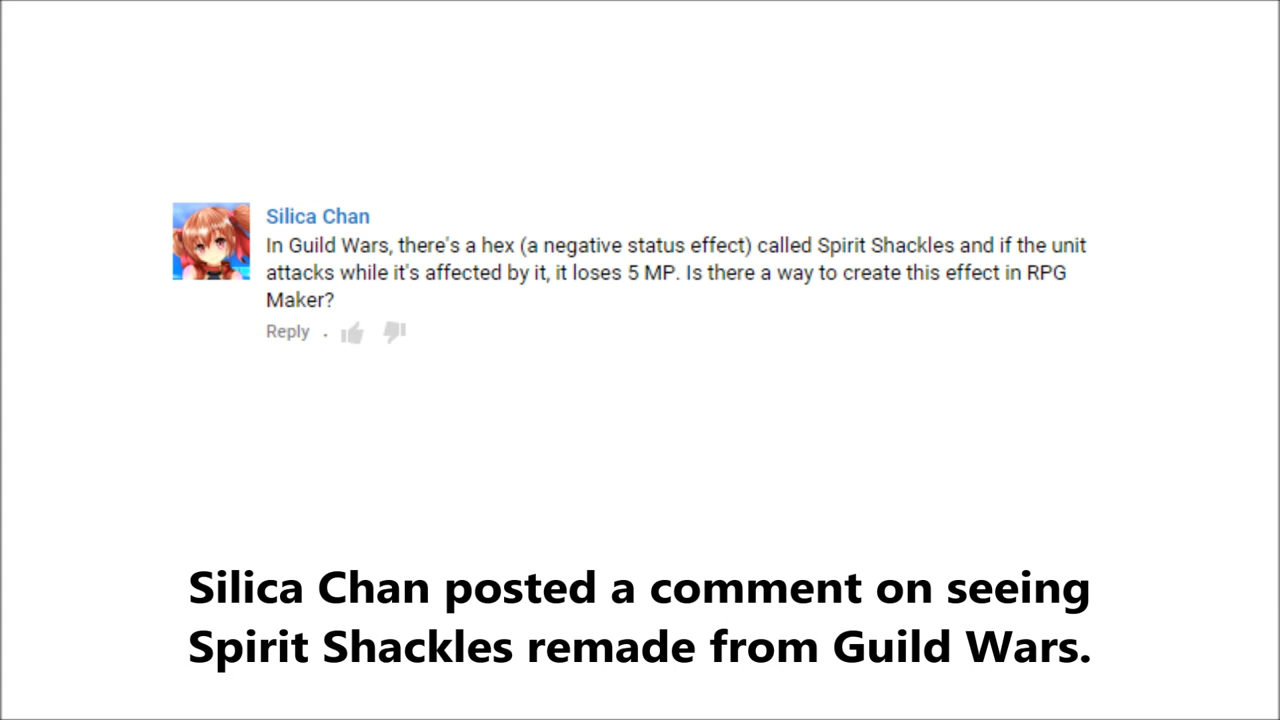 Silica Chan
In Guild Wars, there's a hex (a negative status effect) called Spirit Shackles and if the unit
attacks while it's affected by it, it loses 5 MP. Is there a way to create this effect in RPG
Maker?
Reply .
Silica Chan posted a comment on seeing
Spirit Shackles remade from Guild Wars.